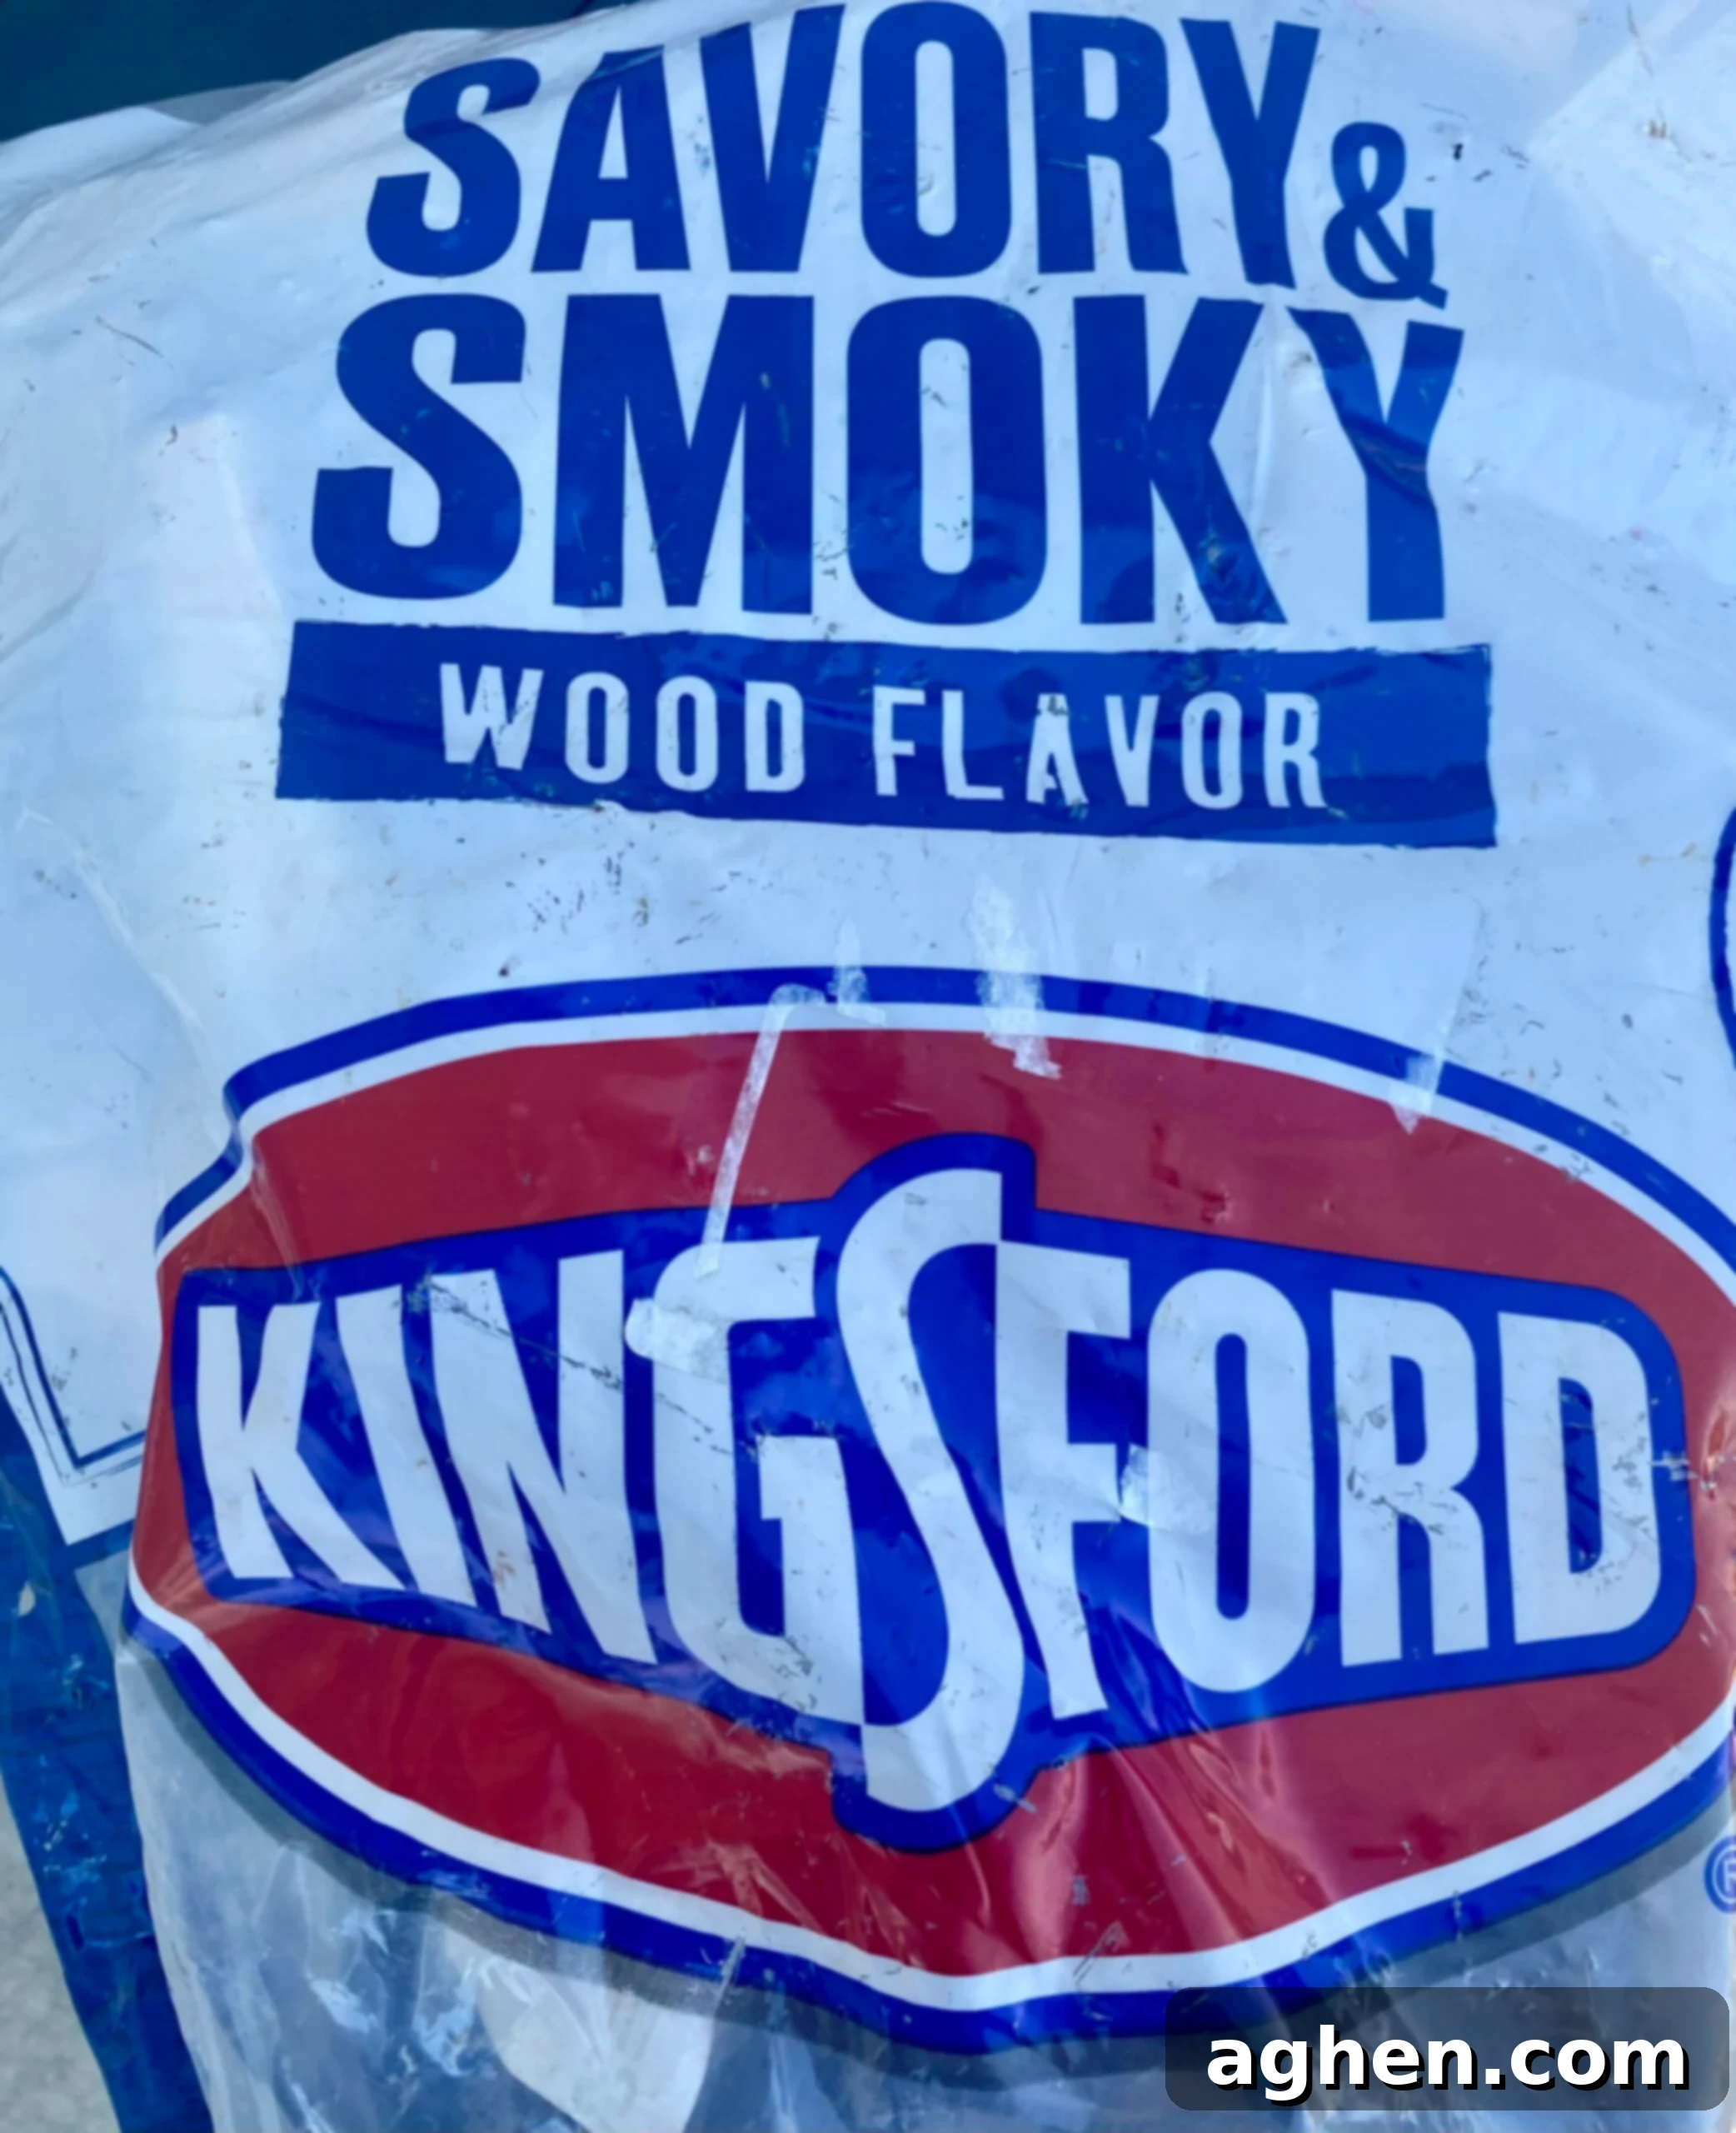 SAVORY &
SMOKY
WOOD FLAVOR
KINGSFORD
®
aghen.com